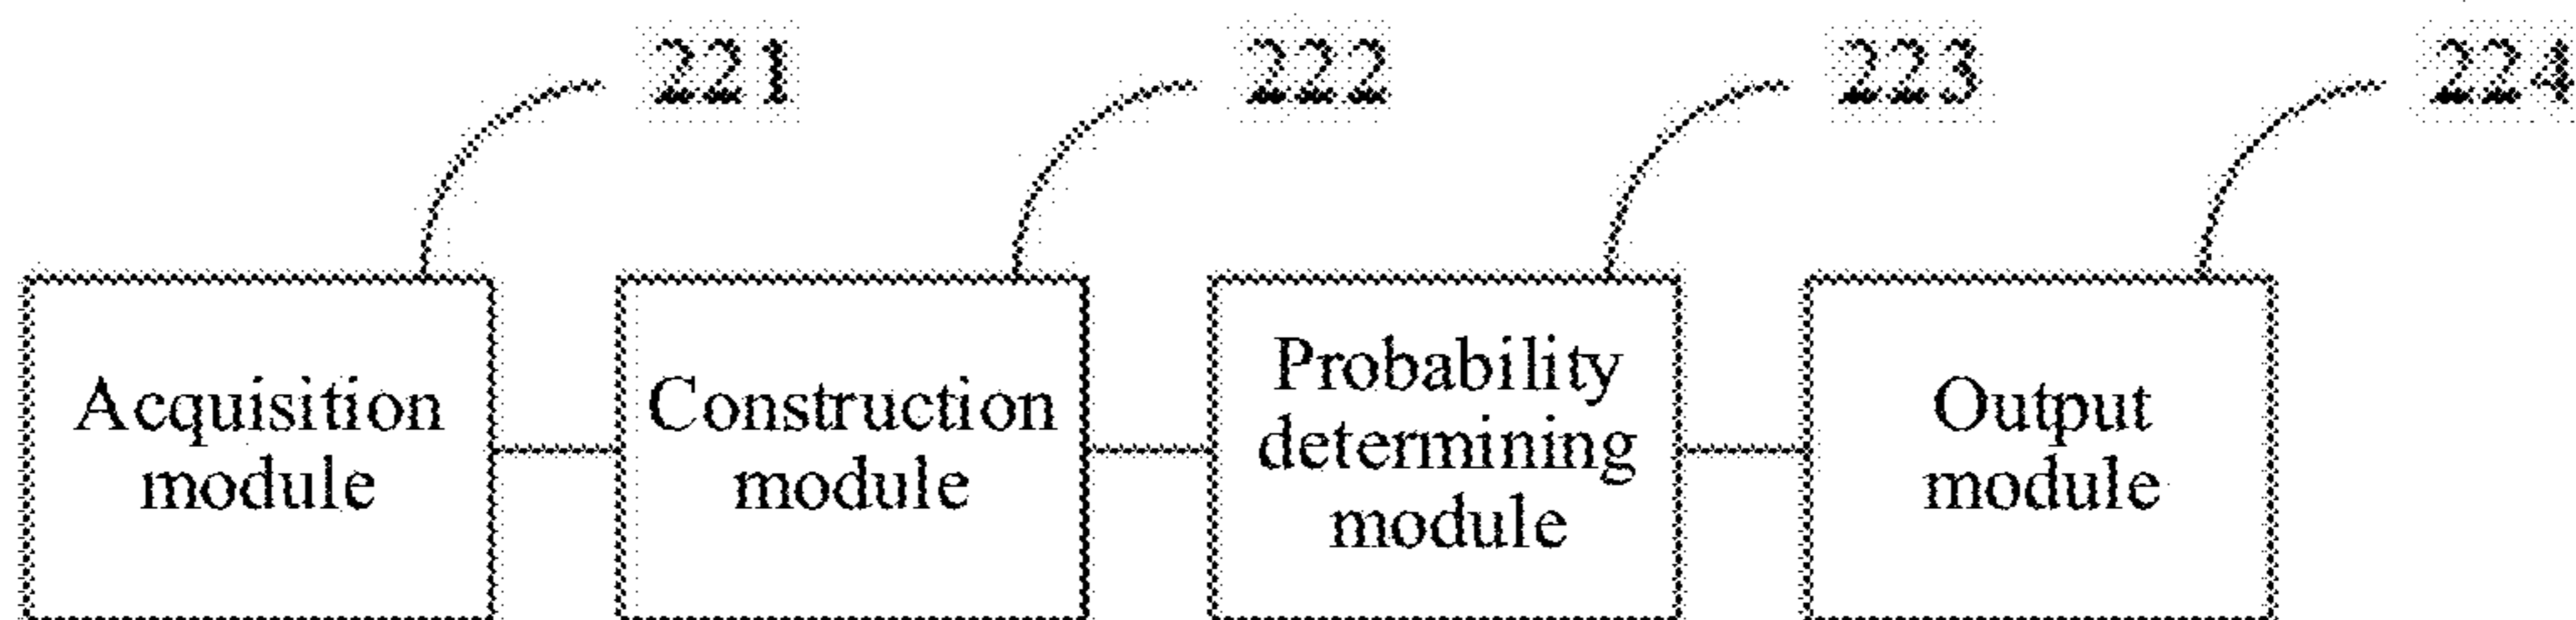 221
222
223
224
Acquisition
module
Construction
module
Probability
determining
module
Output
module